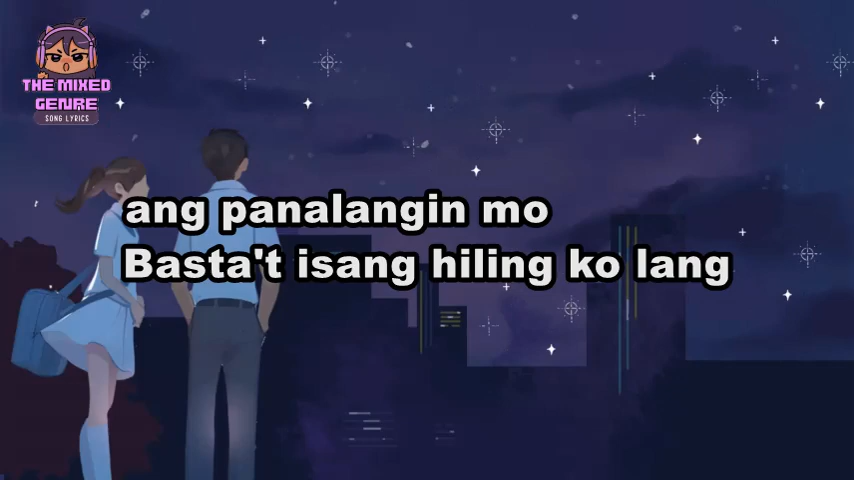 THE MIXED
GENRE
SONG LYRICS
ang panalangin mo
Basta't isang hiling ko lang